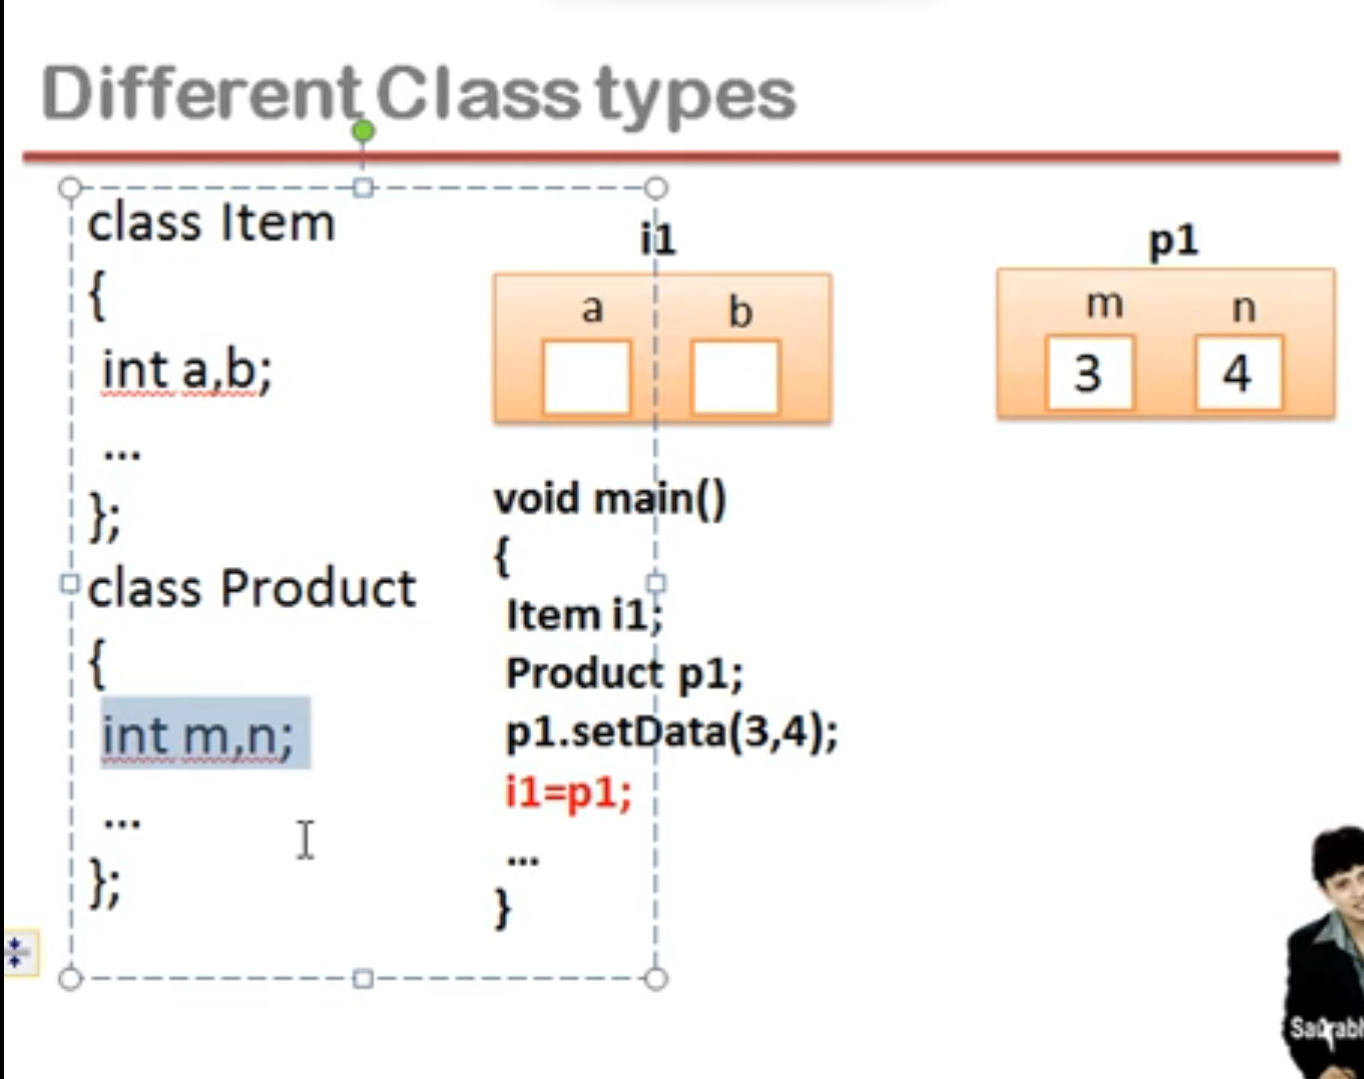 Different Class types
class Item
{
int a,b;
...
};
class Product
{
int m,n;
...
};
i1
a b
p1
m n
3 4
void main()
{
Item i1;
Product p1;
p1.setData(3,4);
i1=p1;
...
}